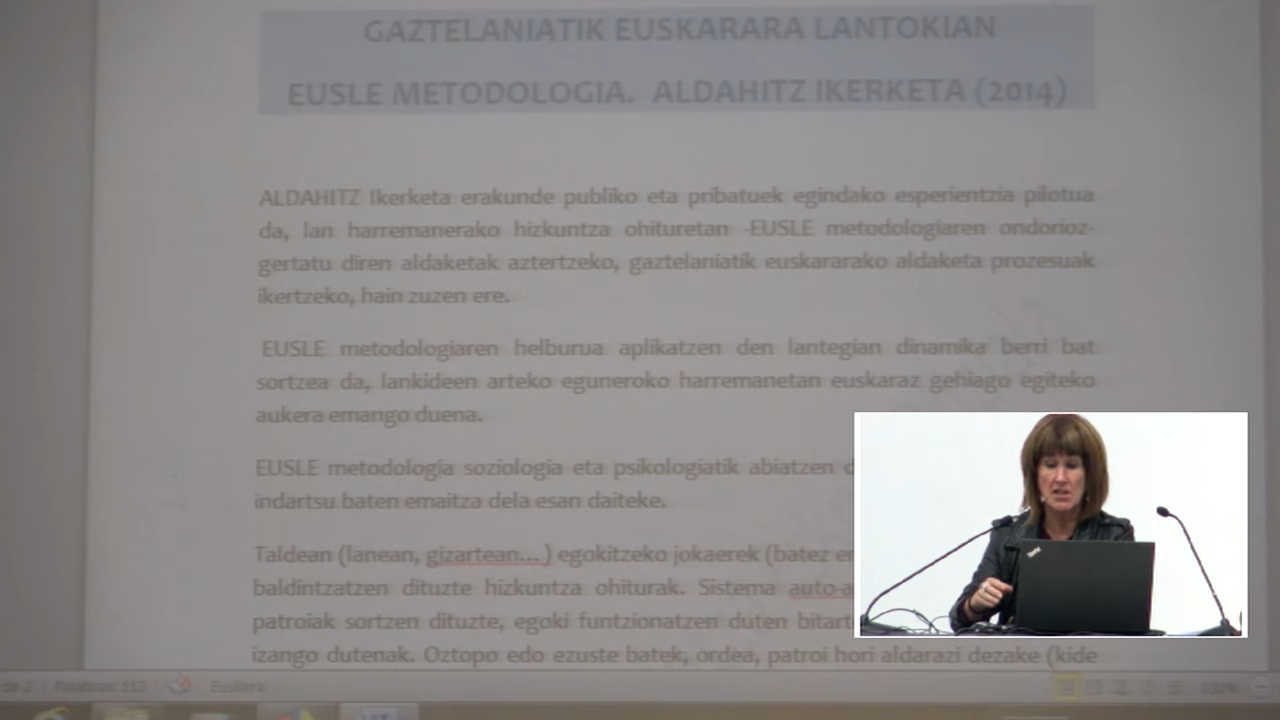 GAZTELANIATIK EUSKARARA LANTOKIAN
EUSLE METODOLOGIA. ALDAHITZ IKERKETA (2014)
ALDAHITZ Ikerketa erakunde publiko eta pribatuek egindako esperientzia pilotua
da, lan harremanerako hizkuntza ohituretan -EUSLE metodologiaren ondorioz-
gertatu diren aldaketak aztertzeko, gaztelaniatik euskararako aldaketa prozesuak
ikertzeko, hain zuzen ere.
EUSLE metodologiaren helburua aplikatzen den lantegian dinamika berri bat
sortzea da, lankideen arteko eguneroko harremanetan euskaraz gehiago egiteko
aukera emango duena.
EUSLE metodologia soziologia eta psikologiatik abiatzen
indartsu baten emaitza dela esan daiteke.
Taldean (lanean, gizartean...) egokitzeko jokaerek (batez
baldintzatzen dituzte hizkuntza ohiturak. Sistema
patroiak sortzen dituzte, egoki funtzionatzen duten
izango dutenak. Oztopo edo ezuste batek, ordea, patroi hori aldarazi dezake (kide
de 2 Palabras: 513 Euskera 100%